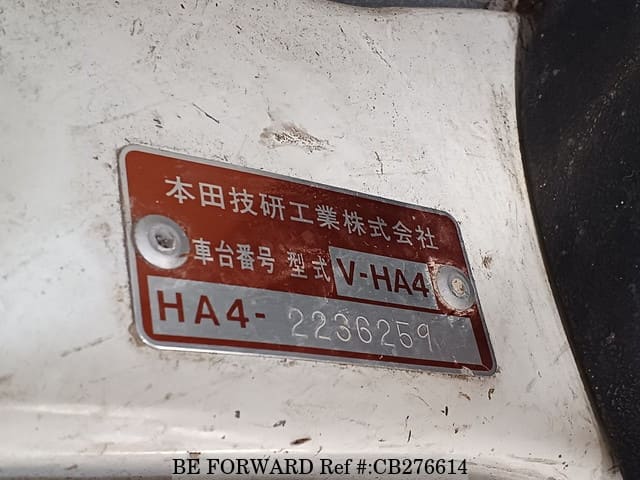 本田技研工業株式会社
車台番号 型式 V-HA4
HA4- 2236259
BE FORWARD Ref #:CB276614